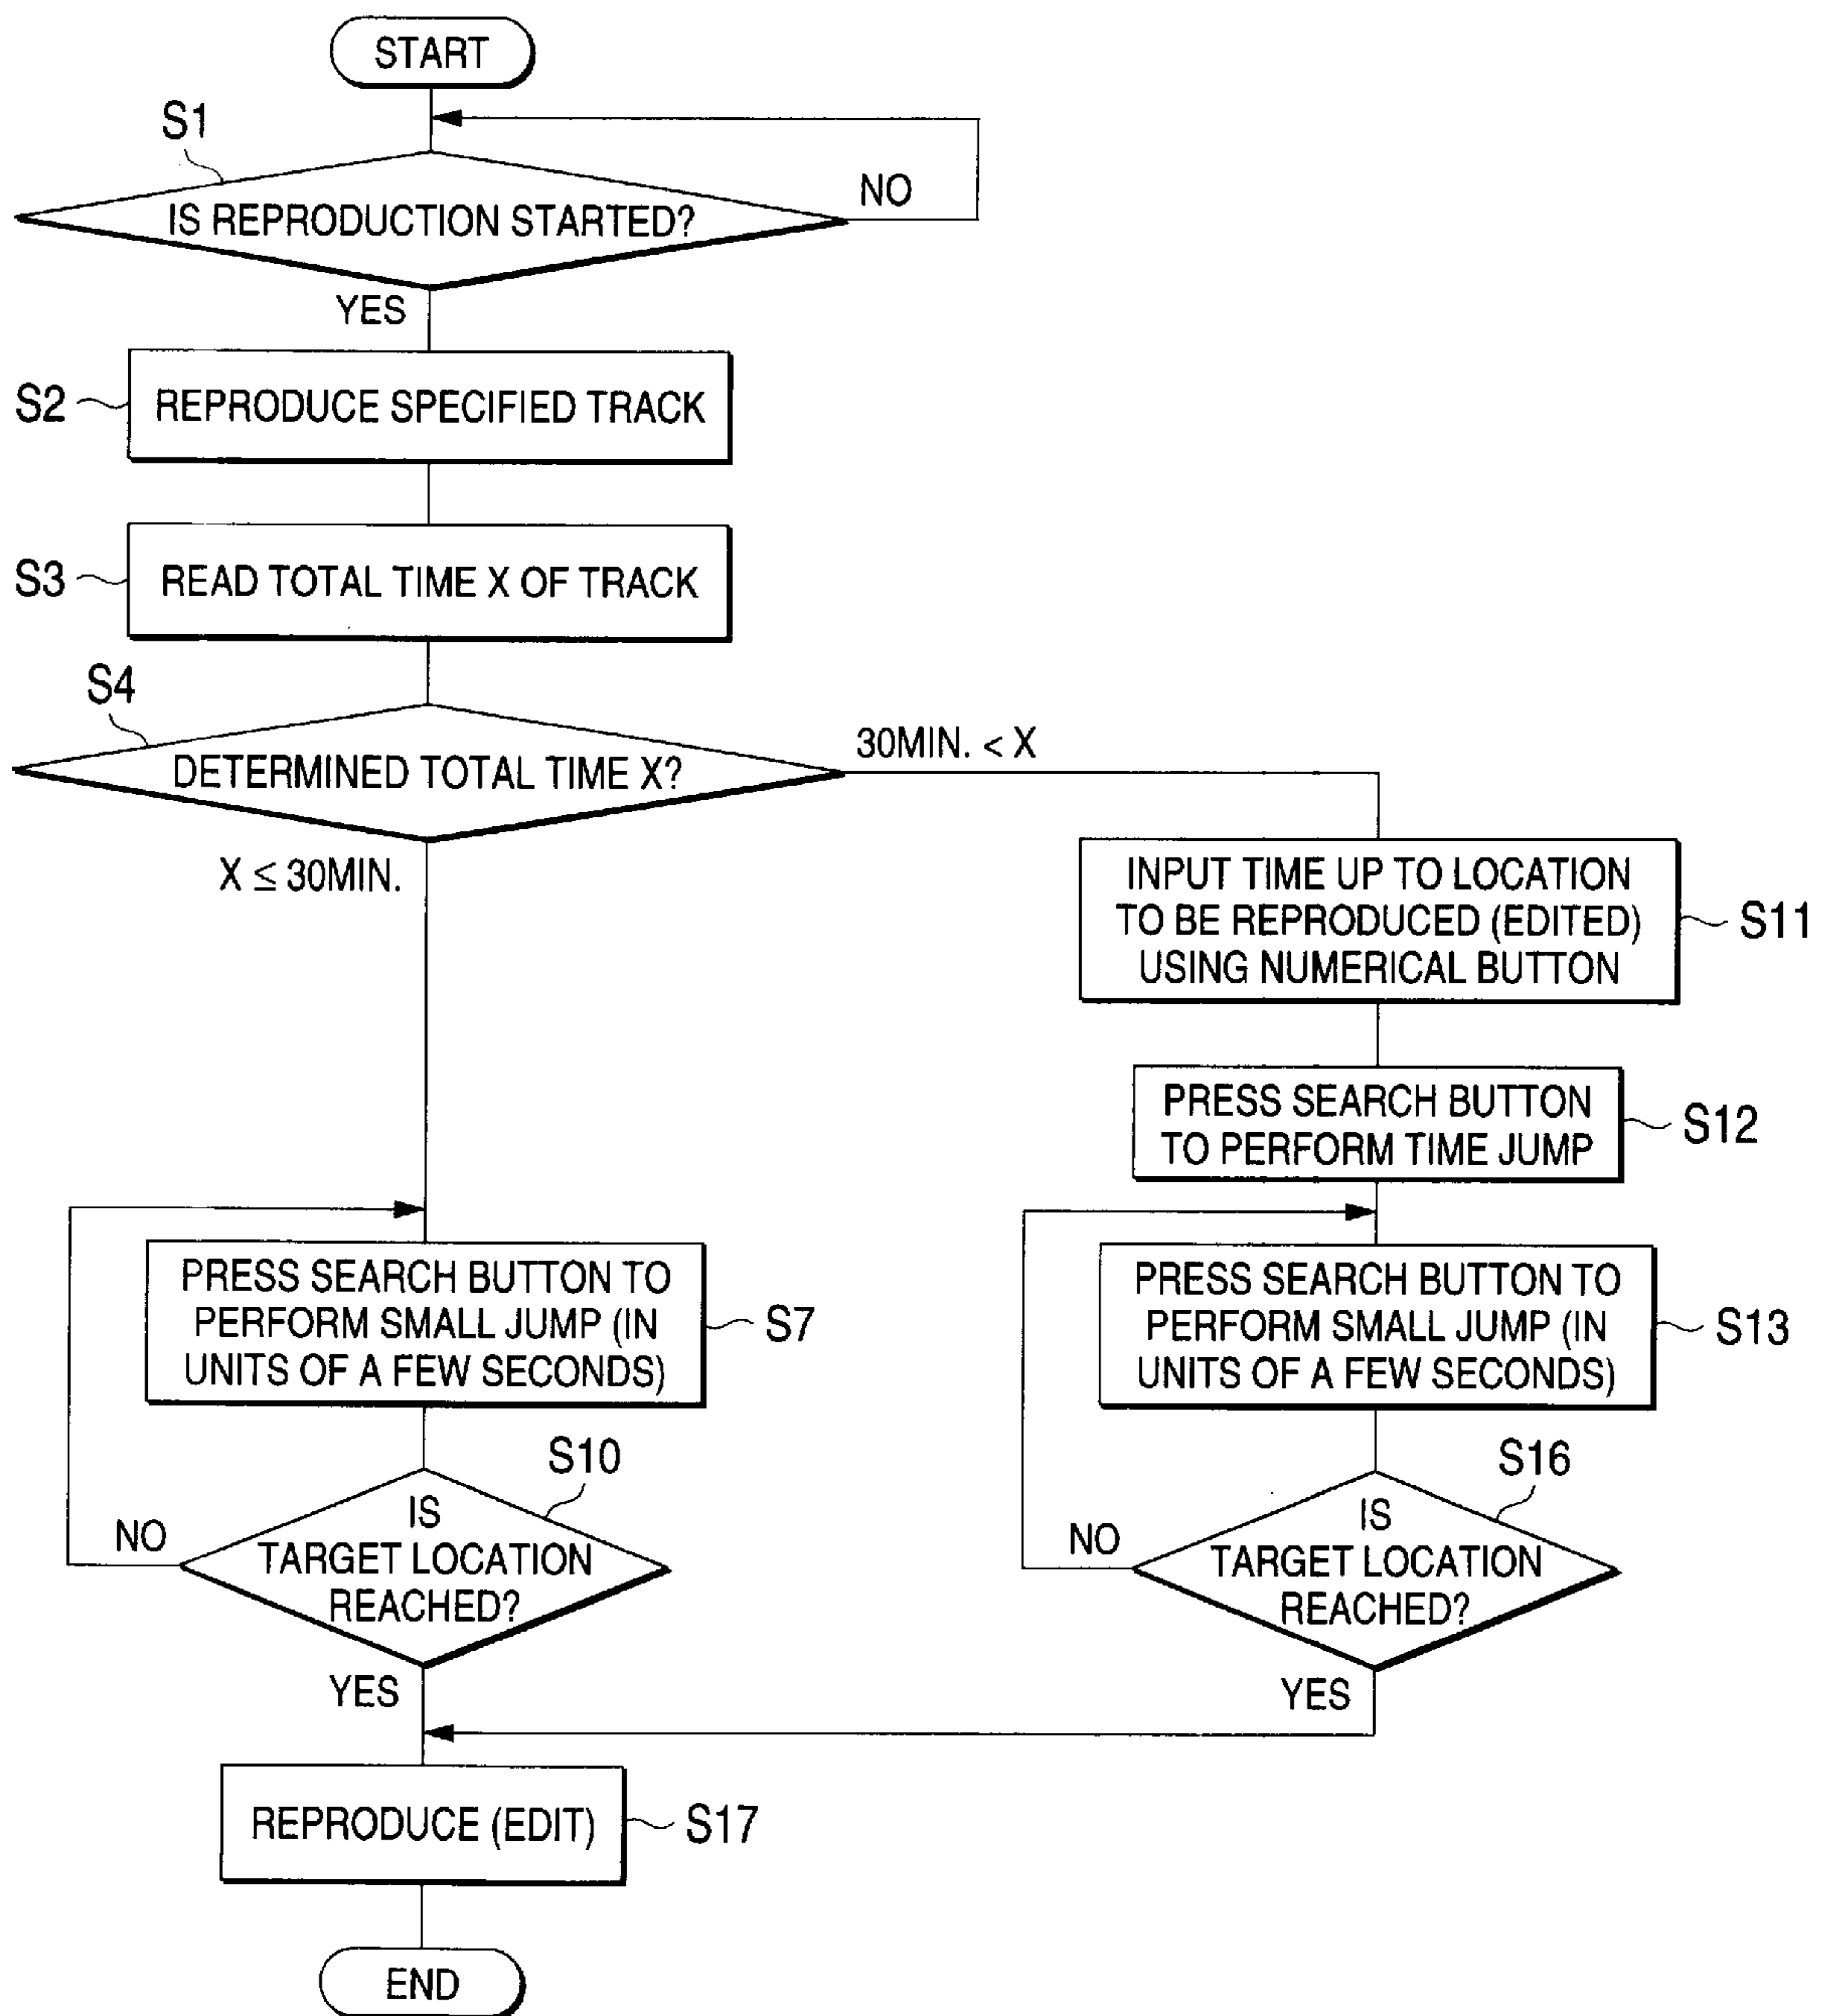 START
S1
NO
IS REPRODUCTION STARTED?
YES
S2
REPRODUCE SPECIFIED TRACK
S3
READ TOTAL TIME X OF TRACK
S4
30MIN. < X
DETERMINED TOTAL TIME X?
X ≤ 30MIN.
INPUT TIME UP TO LOCATION
TO BE REPRODUCED (EDITED)
USING NUMERICAL BUTTON
S11
PRESS SEARCH BUTTON
TO PERFORM TIME JUMP
S12
PRESS SEARCH BUTTON TO
PERFORM SMALL JUMP (IN
UNITS OF A FEW SECONDS)
S7
PRESS SEARCH BUTTON TO
PERFORM SMALL JUMP (IN
UNITS OF A FEW SECONDS)
S13
S10
NO
IS
TARGET LOCATION
REACHED?
YES
S16
NO
IS
TARGET LOCATION
REACHED?
YES
REPRODUCE (EDIT)
S17
END